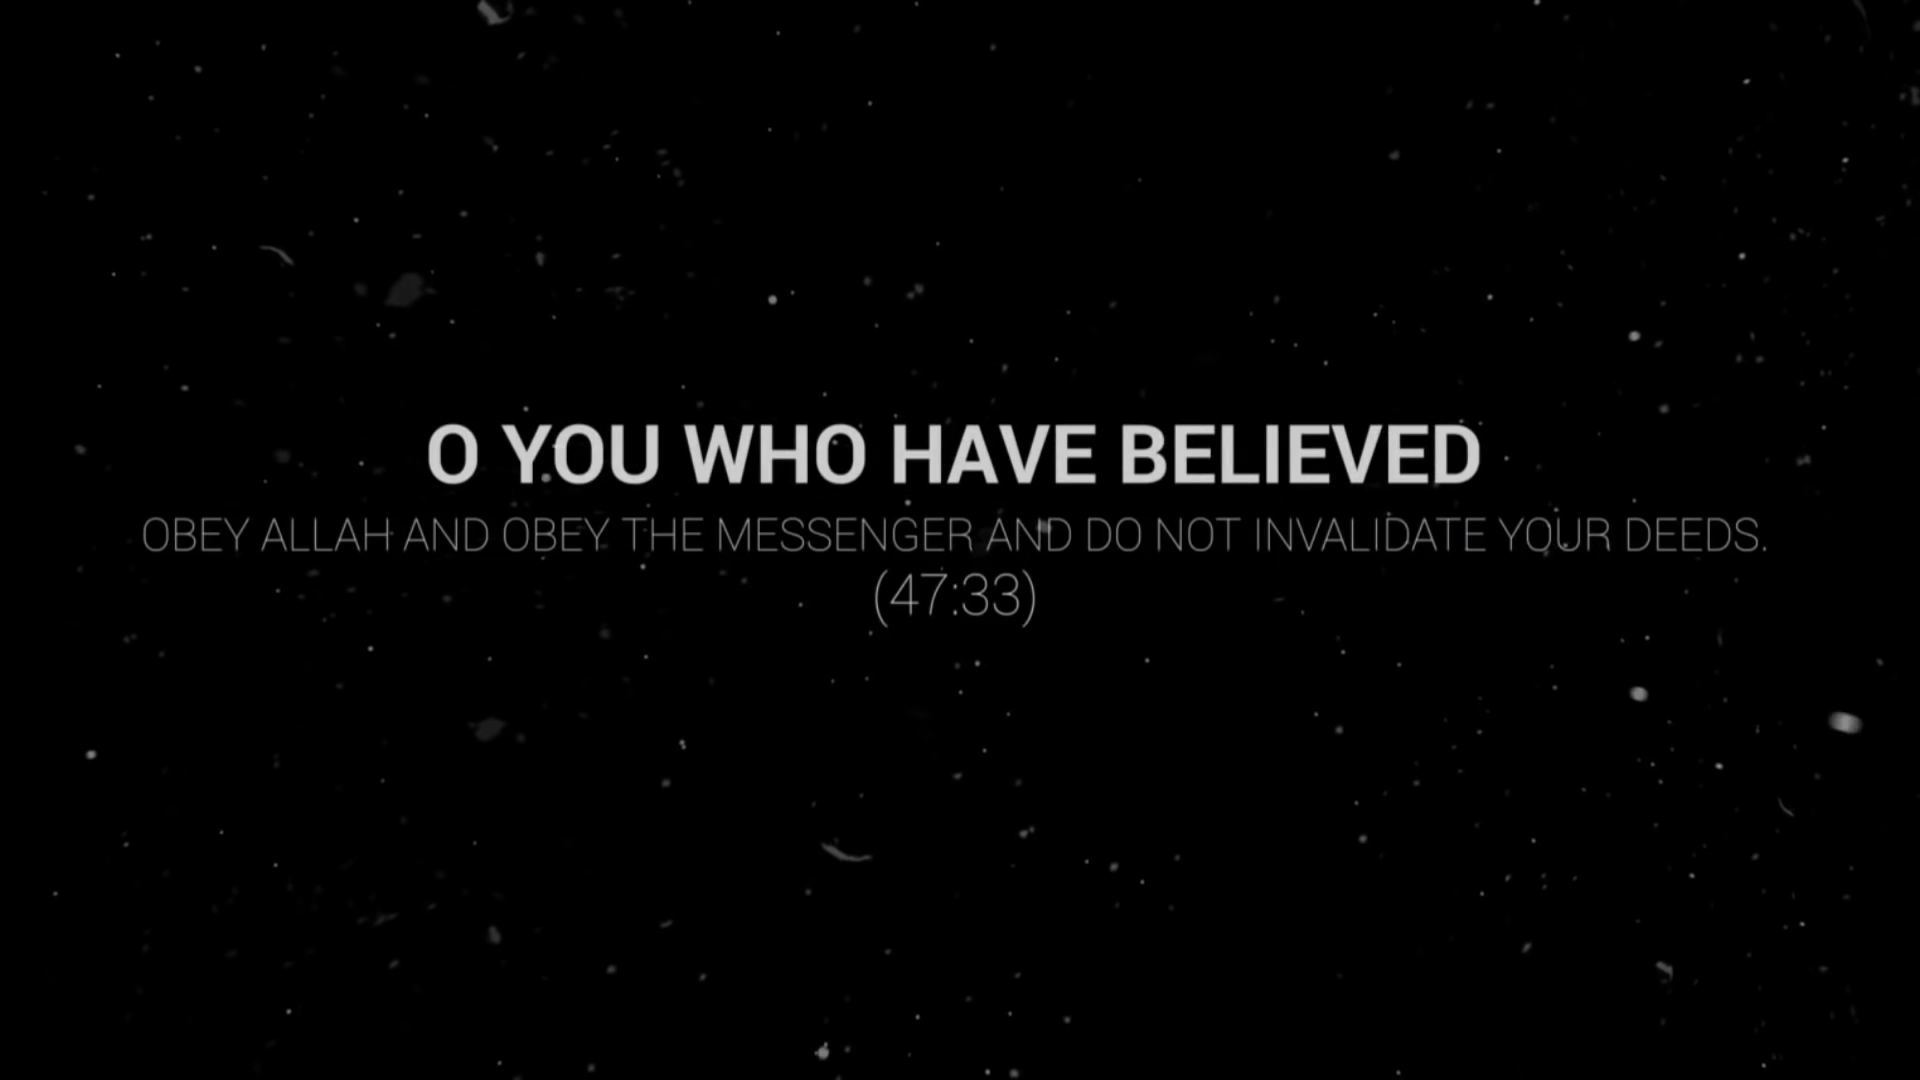 O YOU WHO HAVE BELIEVED
OBEY ALLAH AND OBEY THE MESSENGER AND DO NOT INVALIDATE YOUR DEEDS.
(47:33)